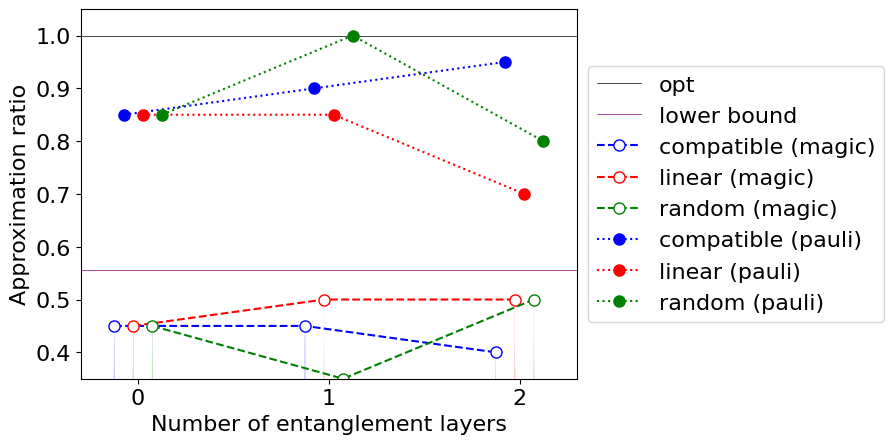 1.0
0.9
0.8
0.7
0.6
0.5
0.4
Approximation ratio
0
1
2
Number of entanglement layers
opt
lower bound
compatible (magic)
linear (magic)
random (magic)
compatible (pauli)
linear (pauli)
random (pauli)